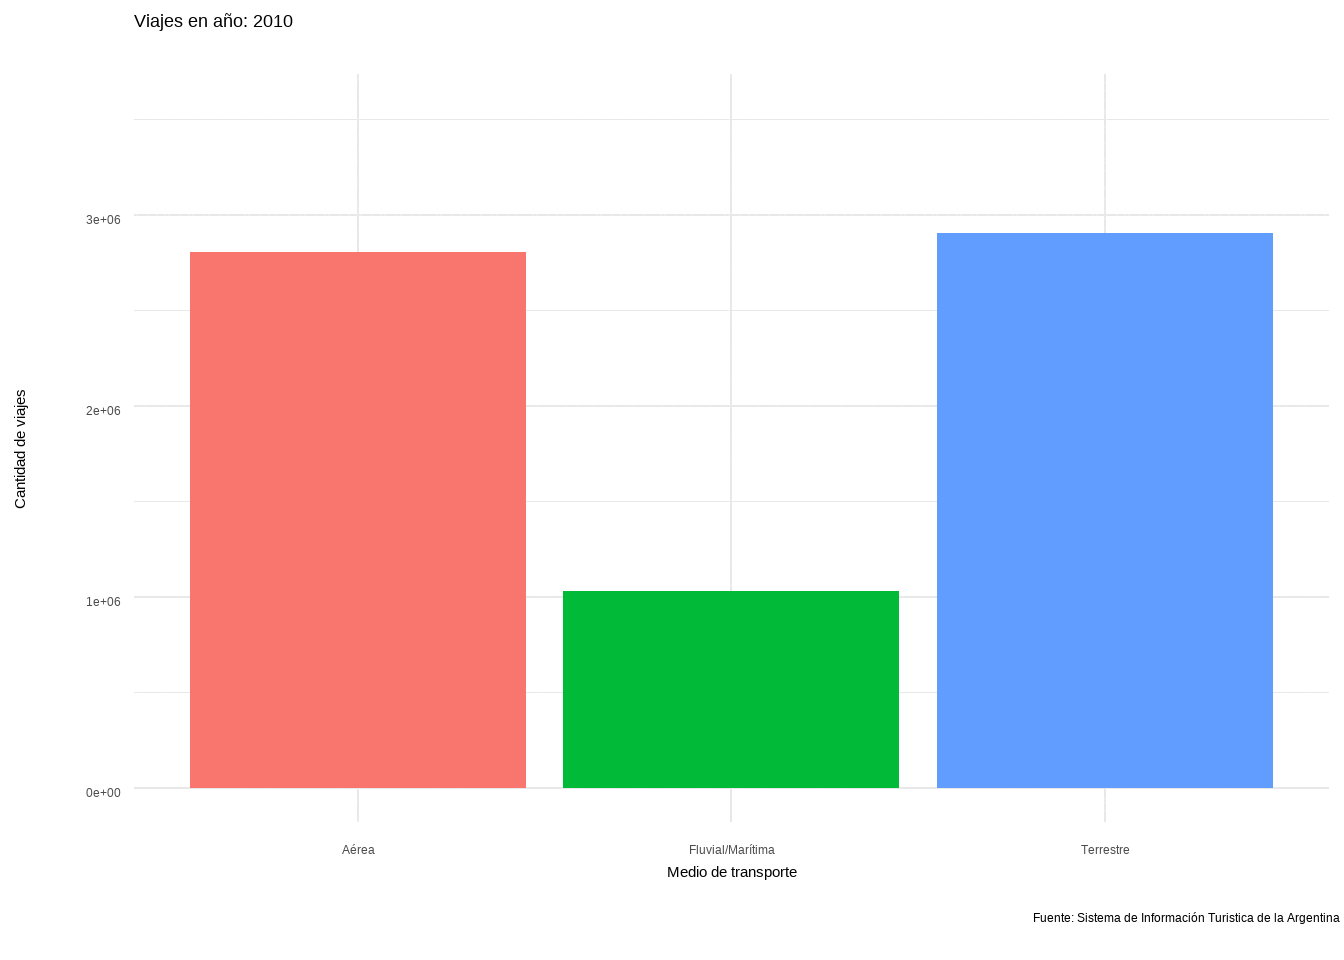 Viajes en año: 2010
Cantidad de viajes
3e+06
2e+06
1e+06
0e+00
Aérea
Fluvial/Marítima
Terrestre
Medio de transporte
Fuente: Sistema de Información Turistica de la Argentina